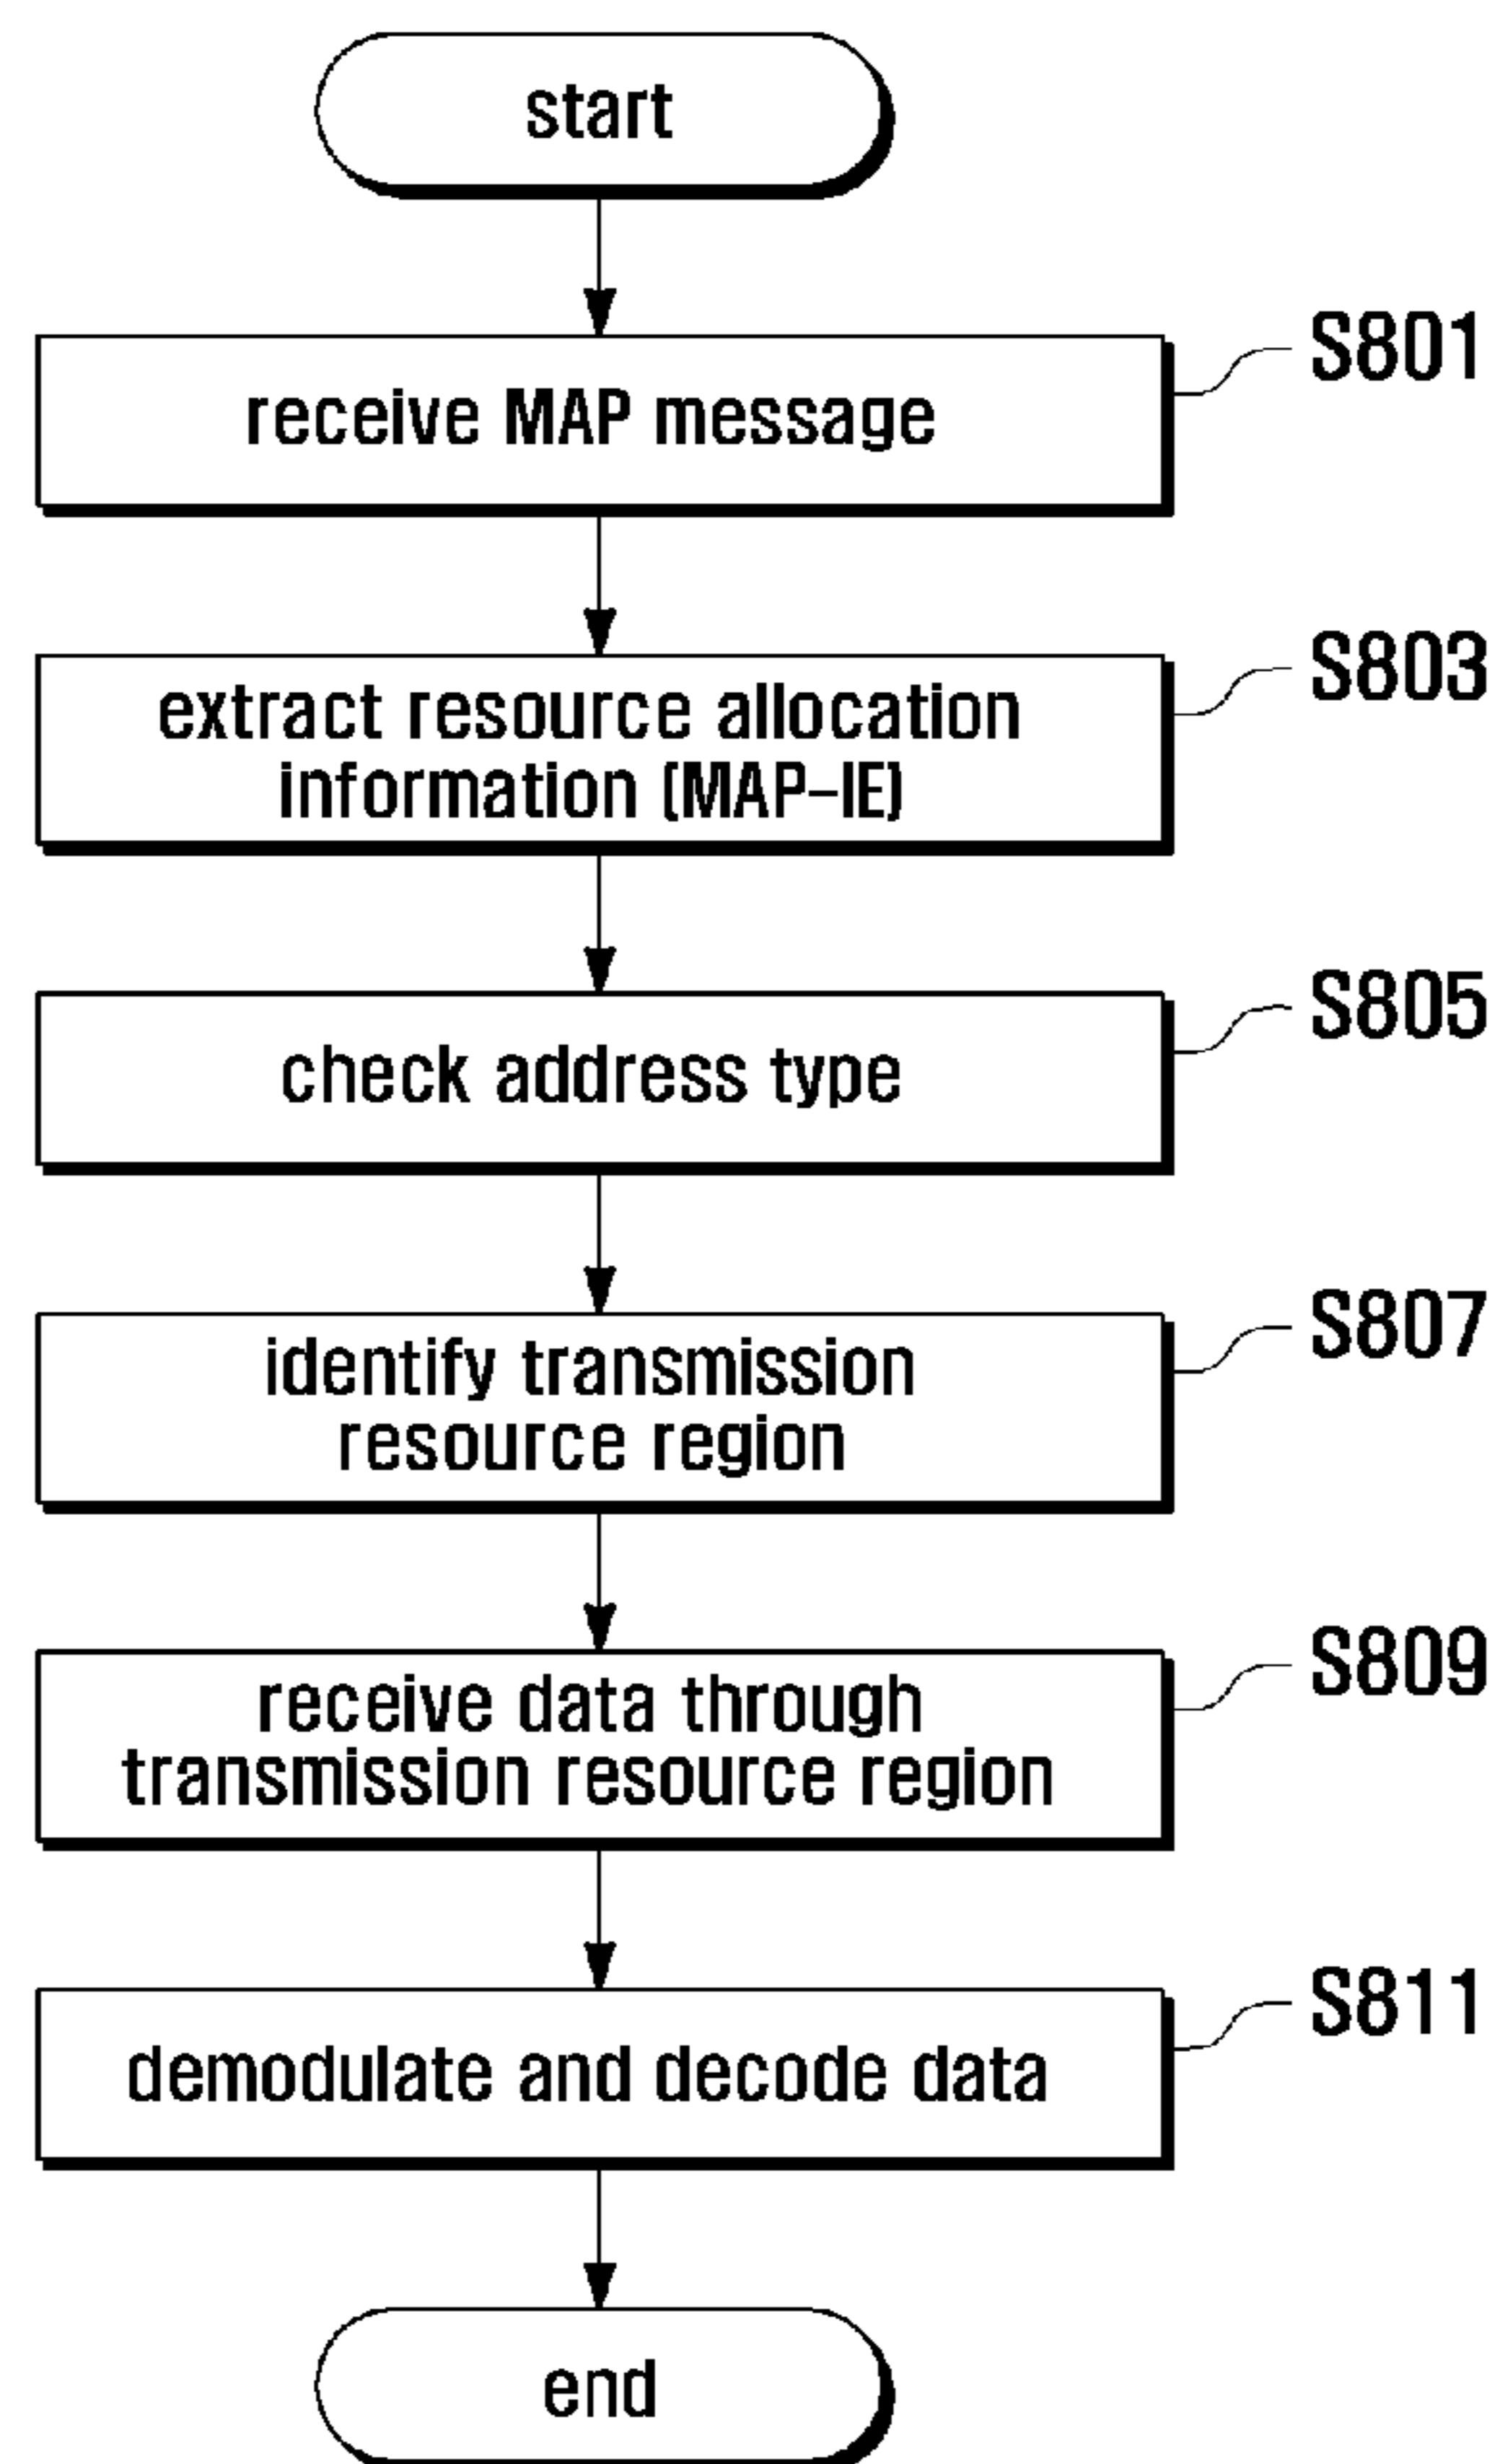 start
receive MAP message
S801
extract resource allocation
information (MAP-IE)
S803
check address type
S805
identify transmission
resource region
S807
receive data through
transmission resource region
S809
demodulate and decode data
S811
end